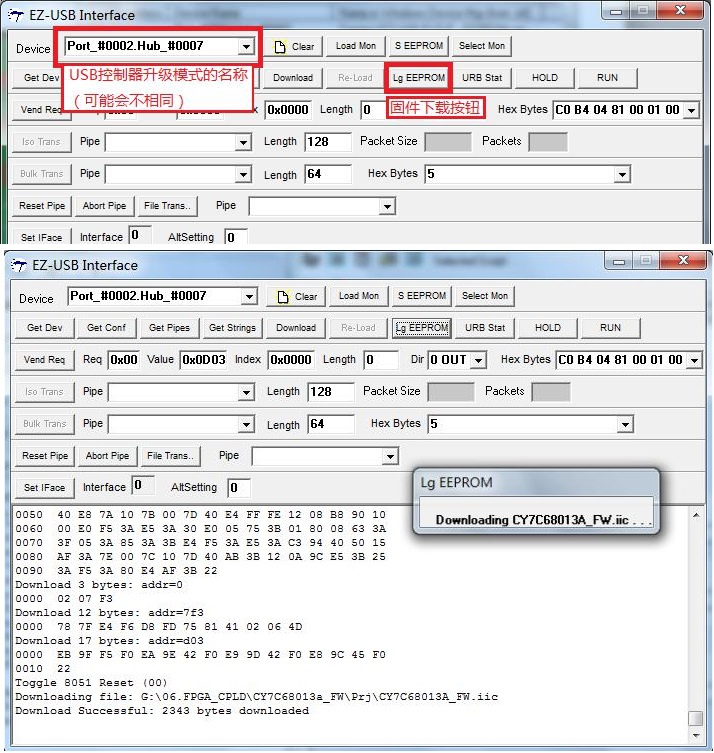 EZ-USB Interface
Device Port_#0002.Hub_#0007 Clear Load Mon S EEPROM Select Mon
Get Dev Download Re-Load Lg EEPROM URB Stat HOLD RUN
USB控制器升级模式的名称
(可能会不相同)
固件下载按钮
Vend Req 0x0000 Length 0 Hex Bytes C0 B4 04 81 00 01 00
Iso Trans Pipe Length 128 Packet Size Packets
Bulk Trans Pipe Length 64 Hex Bytes 5
Reset Pipe Abort Pipe File Trans.. Pipe
Set IFace Interface 0 AltSetting 0
EZ-USB Interface
Device Port_#0002.Hub_#0007 Clear Load Mon S EEPROM Select Mon
Get Dev Get Conf Get Pipes Get Strings Download Re-Load Lg EEPROM URB Stat HOLD RUN
Vend Req Req 0x00 Value 0x0D03 Index 0x0000 Length 0 Dir 0 OUT Hex Bytes C0 B4 04 81 00 01 00
Iso Trans Pipe Length 128 Packet Size Packets
Bulk Trans Pipe Length 64 Hex Bytes 5
Reset Pipe Abort Pipe File Trans.. Pipe
Set IFace Interface 0 AltSetting 0
Lg EEPROM
Downloading CY7C68013A_FW.iic . . .
0050 40 E8 7A 10 7B 00 7D 40 E4 FF FE 12 08 B8 90 10
0060 00 E0 F5 3A E5 3A 30 E0 05 75 3B 01 80 08 63 3A
0070 3F 05 3A 85 3A 3B E4 F5 3A E5 3A C3 94 40 50 15
0080 AF 3A 7E 00 7C 10 7D 40 AB 3B 12 0A 9C E5 3B 25
0090 3A F5 3A 80 E4 AF 3B 22
Download 3 bytes: addr=0
0000 02 07 F3
Download 12 bytes: addr=7f3
0000 78 7F E4 F6 D8 FD 75 81 41 02 06 4D
Download 17 bytes: addr=d03
0000 EB 9F F5 F0 EA 9E 42 F0 E9 9D 42 F0 E8 9C 45 F0
0010 22
Toggle 8051 Reset (00)
Downloading file: G:\06.FPGA_CPLD\CY7C68013a_FW\Prj\CY7C68013A_FW.iic
Download Successful: 2343 bytes downloaded